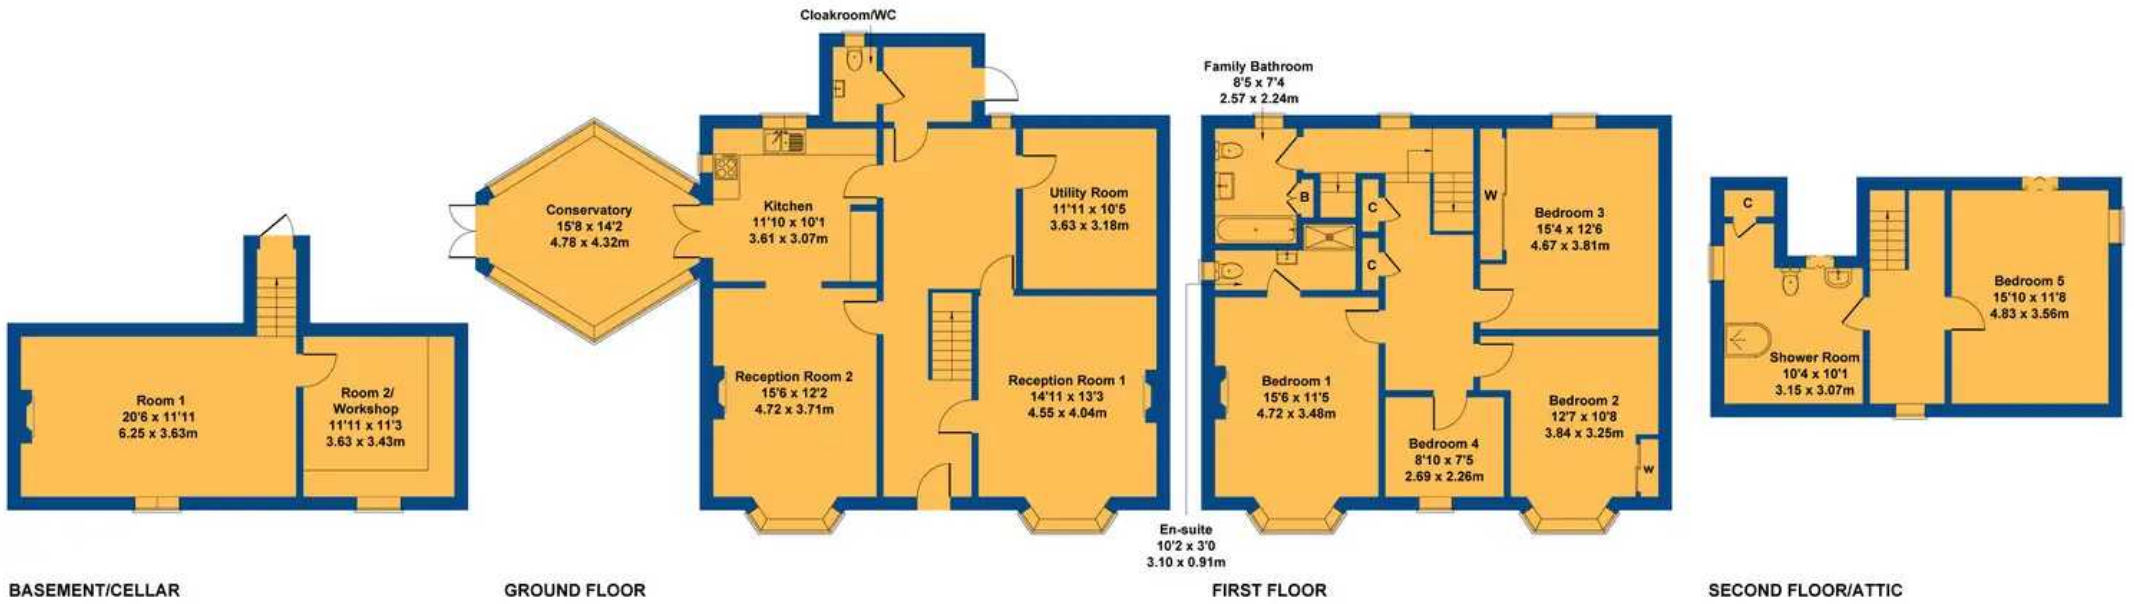 Room 1
20'6 x 11'11
6.25 x 3.63m
Room 2/
Workshop
11'11 x 11'3
3.63 x 3.43m
BASEMENT/CELLAR
Cloakroom/WC
Conservatory
15'8 x 14'2
4.78 x 4.32m
Kitchen
11'10 x 10'1
3.61 x 3.07m
Utility Room
11'11 x 10'5
3.63 x 3.18m
Reception Room 2
15'6 x 12'2
4.72 x 3.71m
Reception Room 1
14'11 x 13'3
4.55 x 4.04m
GROUND FLOOR
Family Bathroom
8'5 x 7'4
2.57 x 2.24m
B
C
C
W
Bedroom 3
15'4 x 12'6
4.67 x 3.81m
Bedroom 1
15'6 x 11'5
4.72 x 3.48m
Bedroom 4
8'10 x 7'5
2.69 x 2.26m
Bedroom 2
12'7 x 10'8
3.84 x 3.25m
W
En-suite
10'2 x 3'0
3.10 x 0.91m
FIRST FLOOR
C
Bedroom 5
15'10 x 11'8
4.83 x 3.56m
Shower Room
10'4 x 10'1
3.15 x 3.07m
SECOND FLOOR/ATTIC